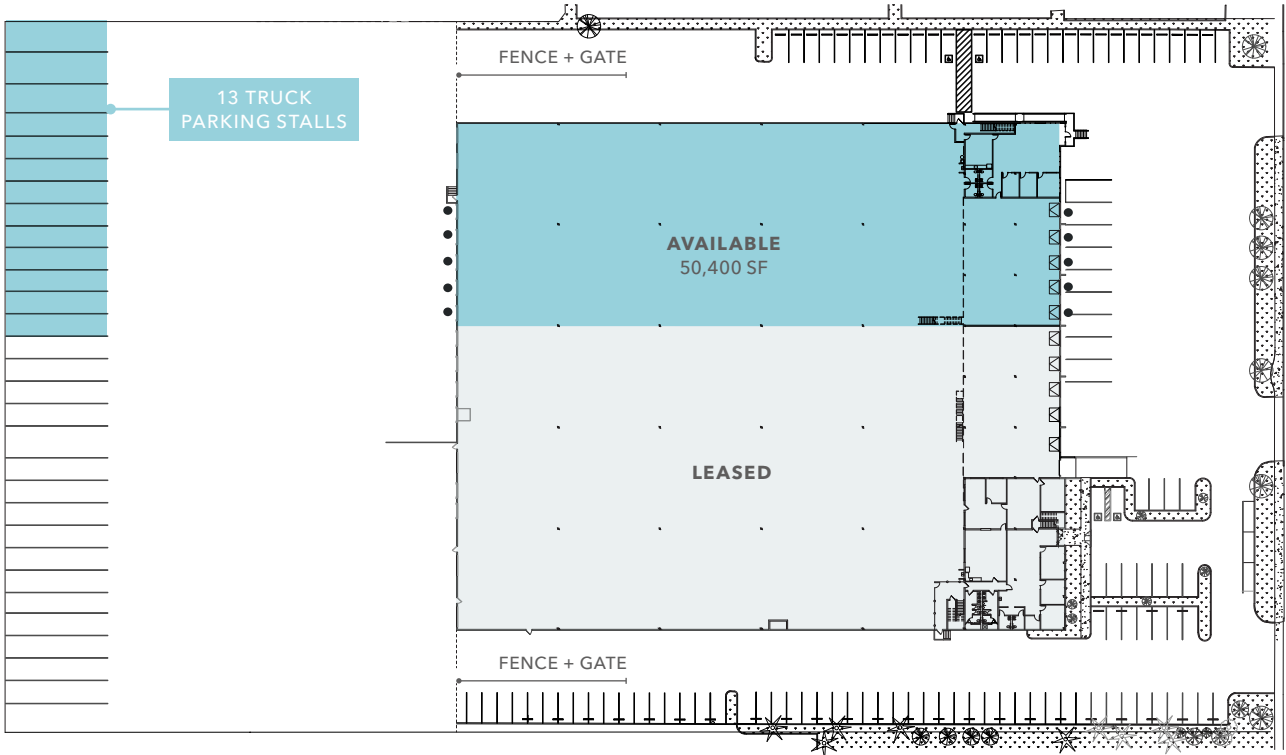 FENCE + GATE
13 TRUCK
PARKING STALLS
AVAILABLE
50,400 SF
LEASED
FENCE + GATE